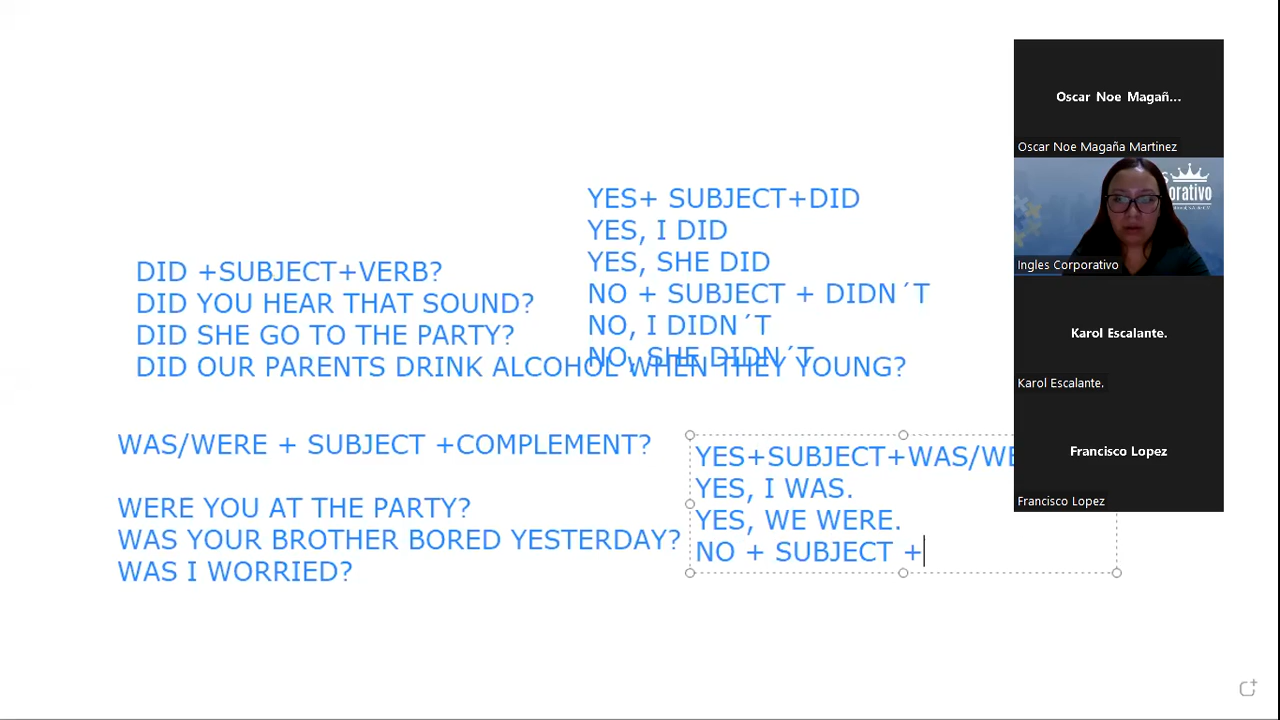 DID +SUBJECT+VERB?
DID YOU HEAR THAT SOUND?
DID SHE GO TO THE PARTY?
DID OUR PARENTS DRINK ALCOHOL WHEN THEY YOUNG?
YES+ SUBJECT+DID
YES, I DID
YES, SHE DID
NO + SUBJECT + DIDN´T
NO, I DIDN´T
NO, SHE DIDN´T
WAS/WERE + SUBJECT +COMPLEMENT?
WERE YOU AT THE PARTY?
WAS YOUR BROTHER BORED YESTERDAY?
WAS I WORRIED?
YES+SUBJECT+WAS/WE
YES, I WAS.
YES, WE WERE.
NO + SUBJECT +
Oscar Noe Magañ...
Oscar Noe Magaña Martinez
orativo
Ingles Corporativo
Karol Escalante.
Karol Escalante.
Francisco Lopez
Francisco Lopez